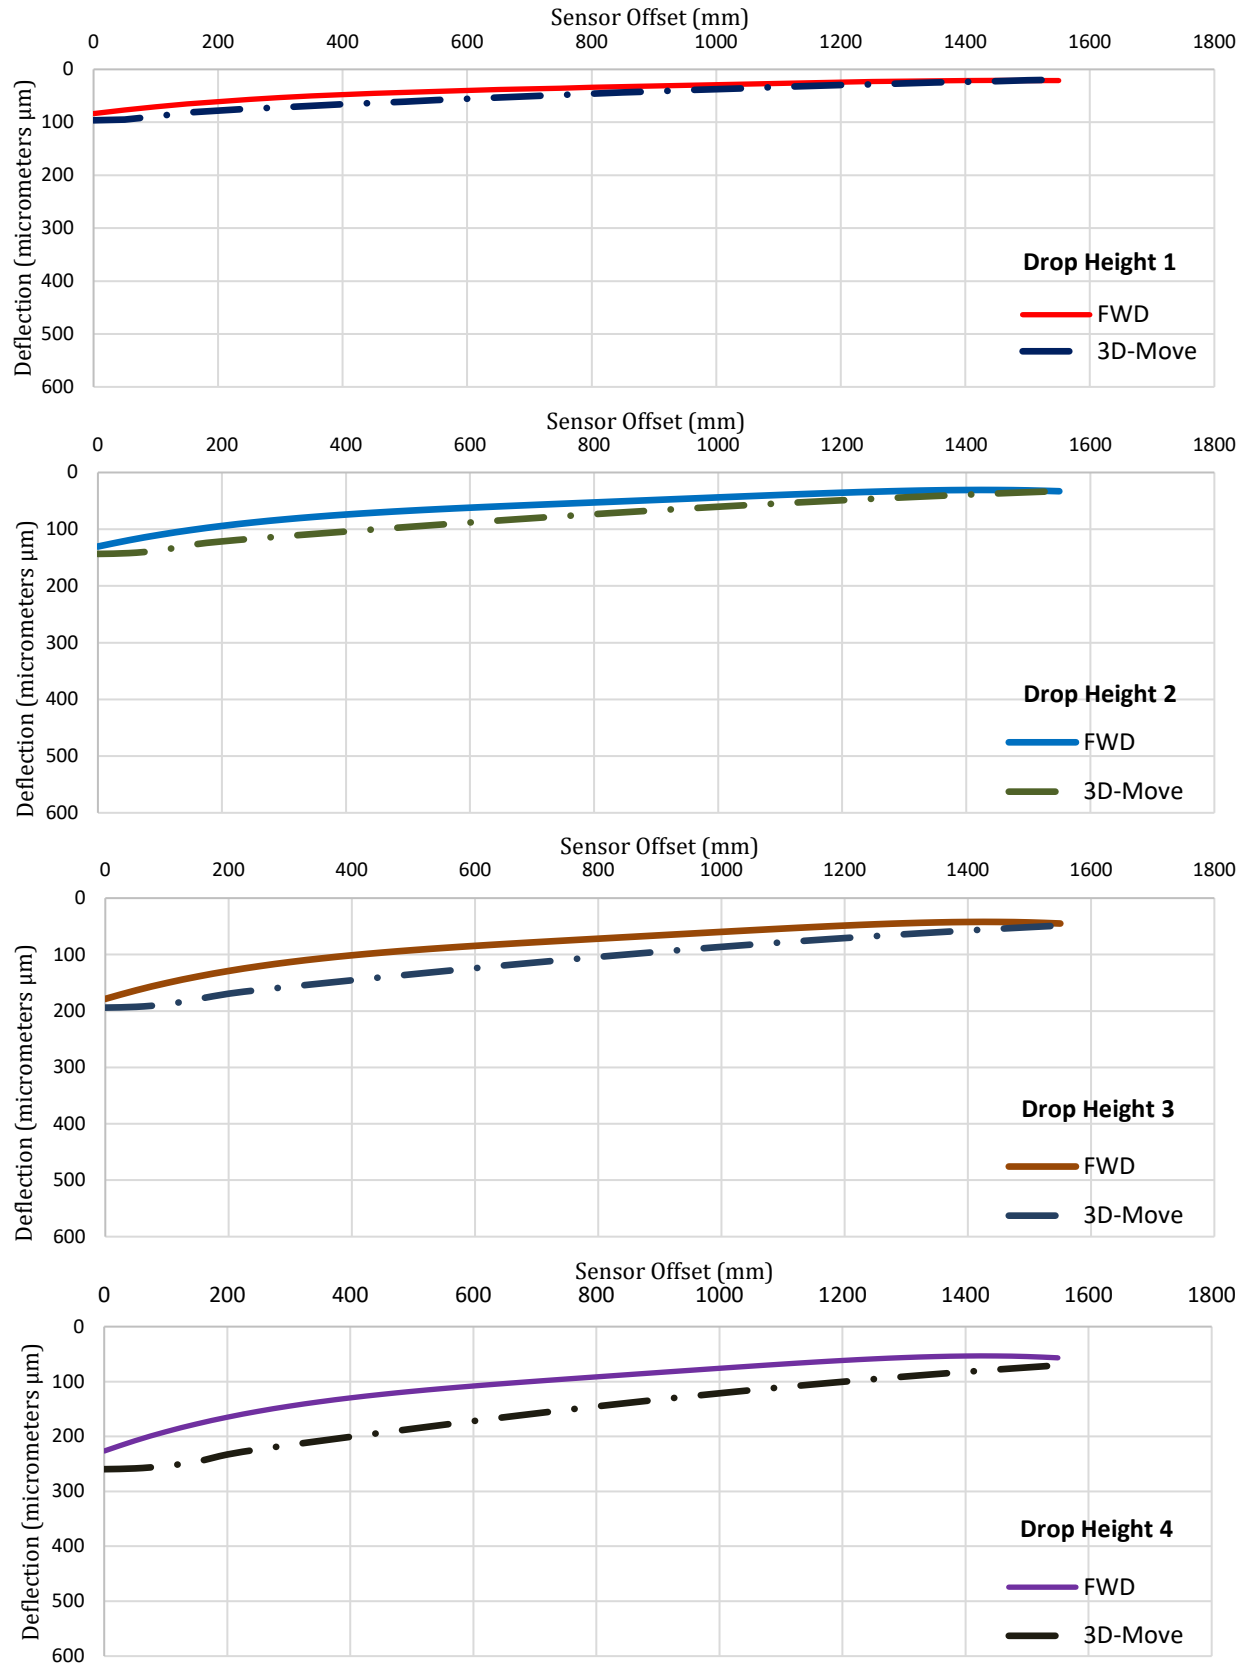 Sensor Offset (mm)
0 200 400 600 800 1000 1200 1400 1600 1800
0
100
200
300
400
500
600
Deflection (micrometers µm)
Drop Height 1
FWD
3D-Move
Sensor Offset (mm)
0 200 400 600 800 1000 1200 1400 1600 1800
0
100
200
300
400
500
600
Deflection (micrometers µm)
Drop Height 2
FWD
3D-Move
Sensor Offset (mm)
0 200 400 600 800 1000 1200 1400 1600 1800
0
100
200
300
400
500
600
Deflection (micrometers µm)
Drop Height 3
FWD
3D-Move
Sensor Offset (mm)
0 200 400 600 800 1000 1200 1400 1600 1800
0
100
200
300
400
500
600
Deflection (micrometers µm)
Drop Height 4
FWD
3D-Move